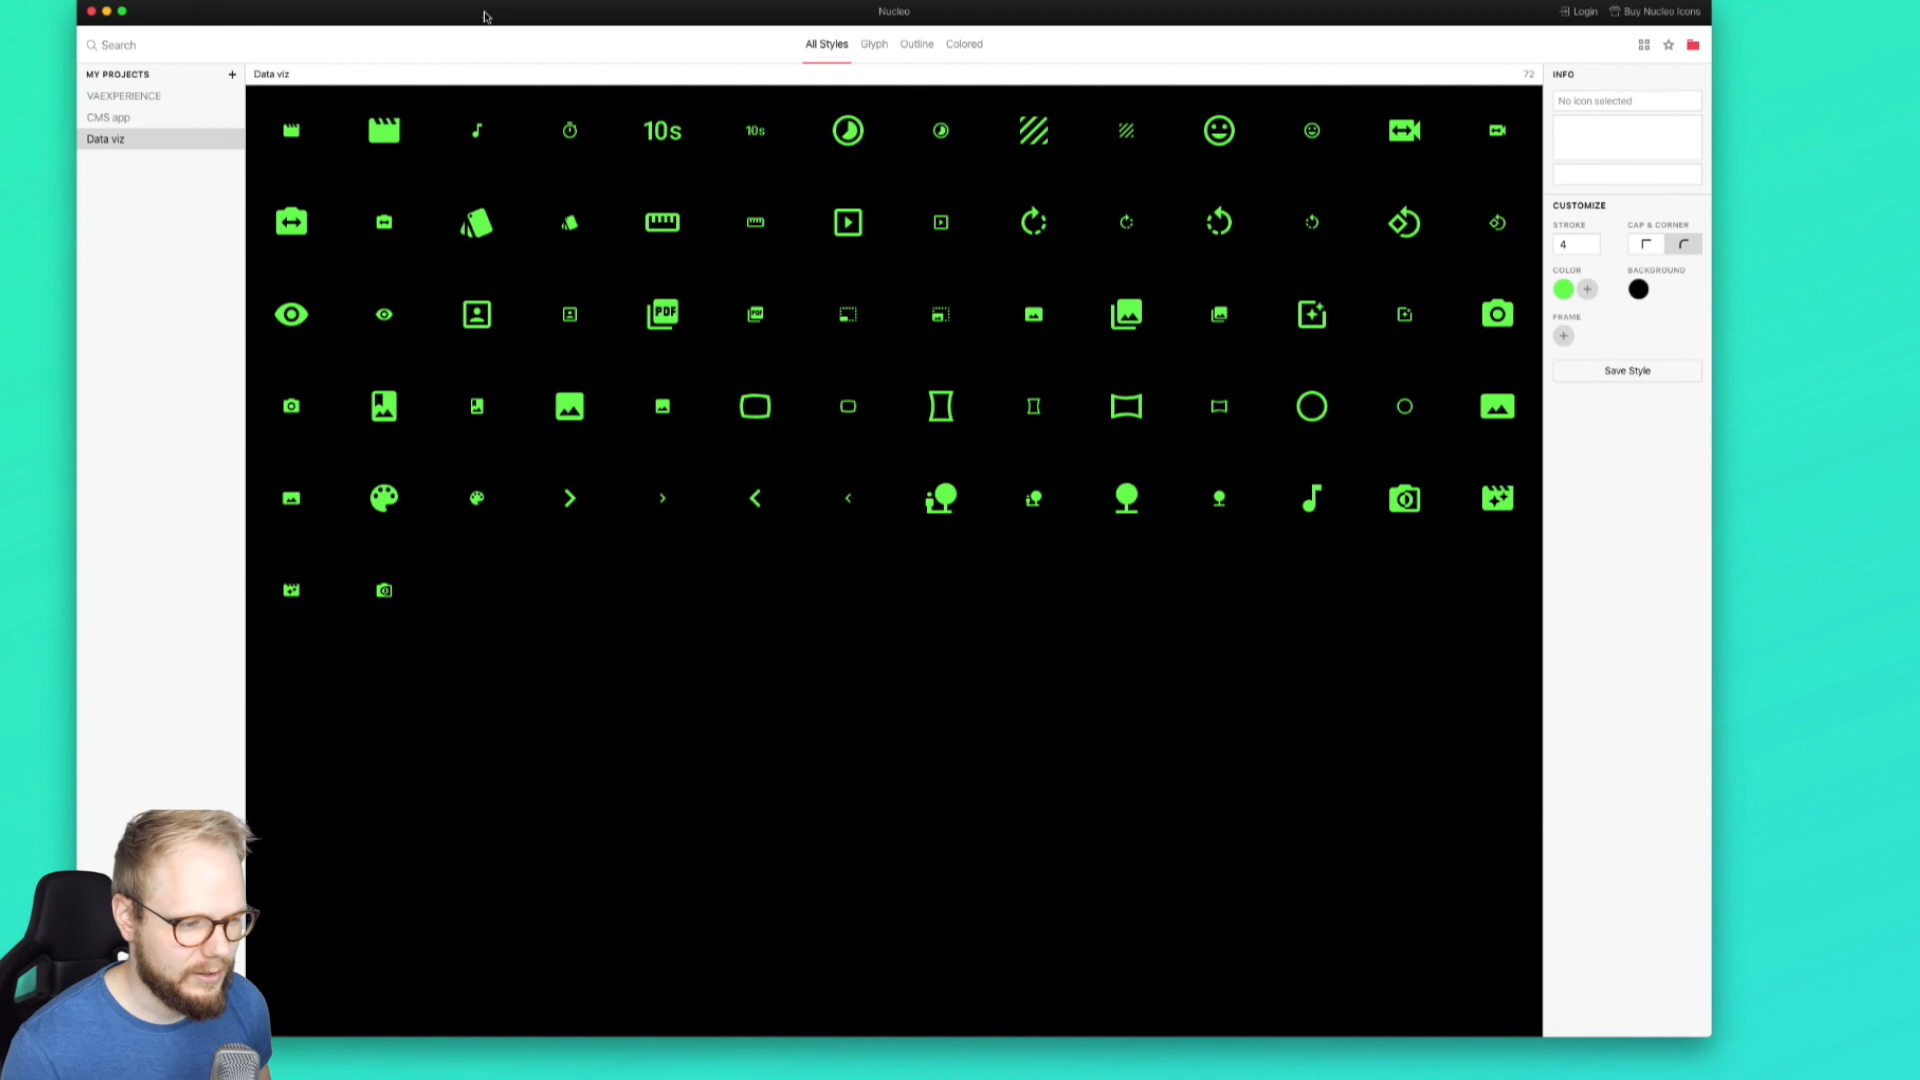 Nucleo
Login
Buy Nucleo Icons
Search
All Styles
Glyph
Outline
Colored
MY PROJECTS
VAEXPERIENCE
CMS app
Data viz
Data viz
72
10s
10s
PDF
PDF
INFO
No icon selected
CUSTOMIZE
STROKE
CAP & CORNER
4
COLOR
BACKGROUND
FRAME
Save Style